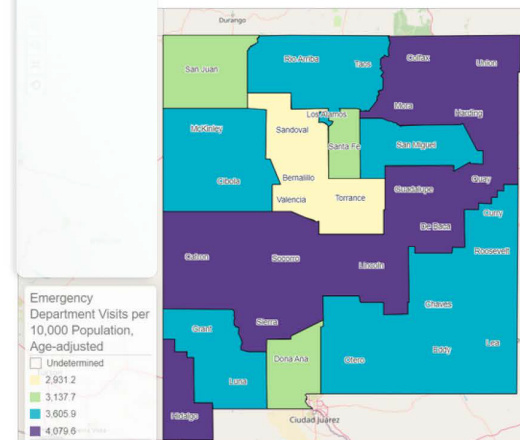 Durango
San Juan
Rio Arriba
Taos
Colfax
Union
Mora
Harding
Los Alamos
McKinley
Sandoval
Santa Fe
San Miguel
Cibola
Bernalillo
Valencia
Torrance
Guadalupe
Quay
Curry
De Baca
Roosevelt
Catron
Socorro
Lincoln
Chaves
Sierra
Grant
Dona Ana
Otero
Eddy
Lea
Luna
Hidalgo
Ciudad Juárez
Emergency
Department Visits per
10,000 Population,
Age-adjusted
Undetermined
2,931.2
3,137.7
3,605.9
4,079.6